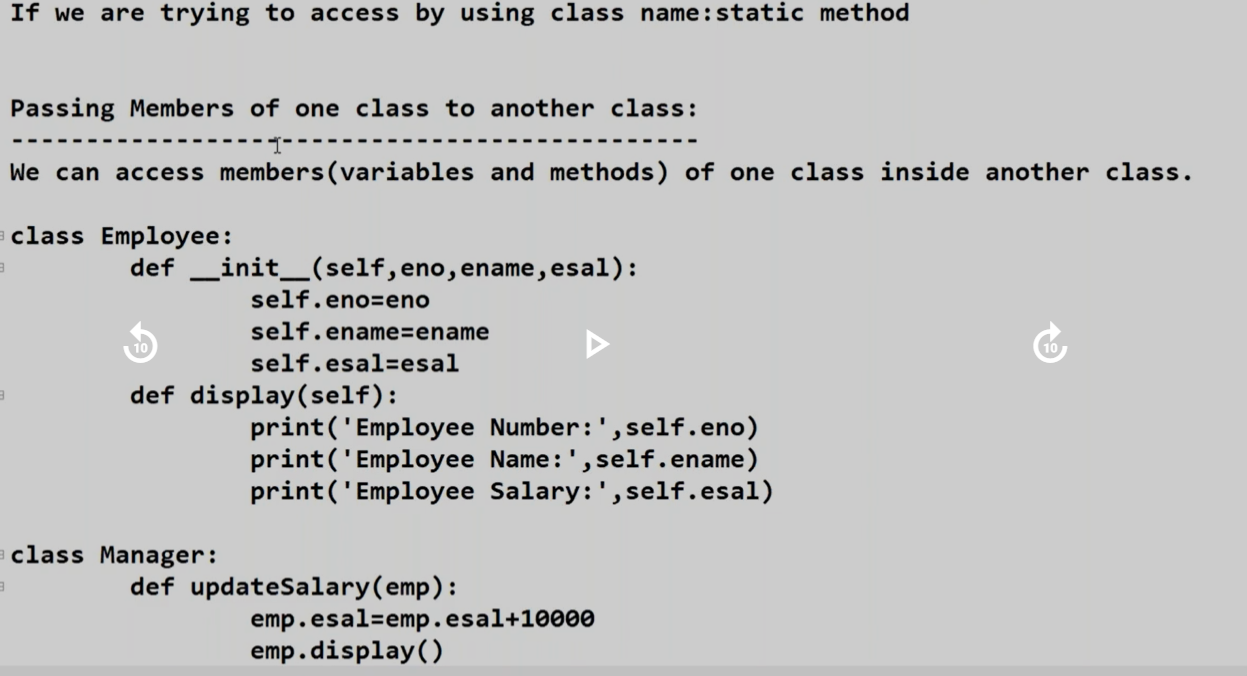 If we are trying to access by using class name:static method
Passing Members of one class to another class:
----------------------------------------------
We can access members(variables and methods) of one class inside another class.
class Employee:
        def __init__(self,eno,ename,esal):
                self.eno=eno
                self.ename=ename
                self.esal=esal
        def display(self):
                print('Employee Number:',self.eno)
                print('Employee Name:',self.ename)
                print('Employee Salary:',self.esal)
10
10
class Manager:
        def updateSalary(emp):
                emp.esal=emp.esal+10000
                emp.display()